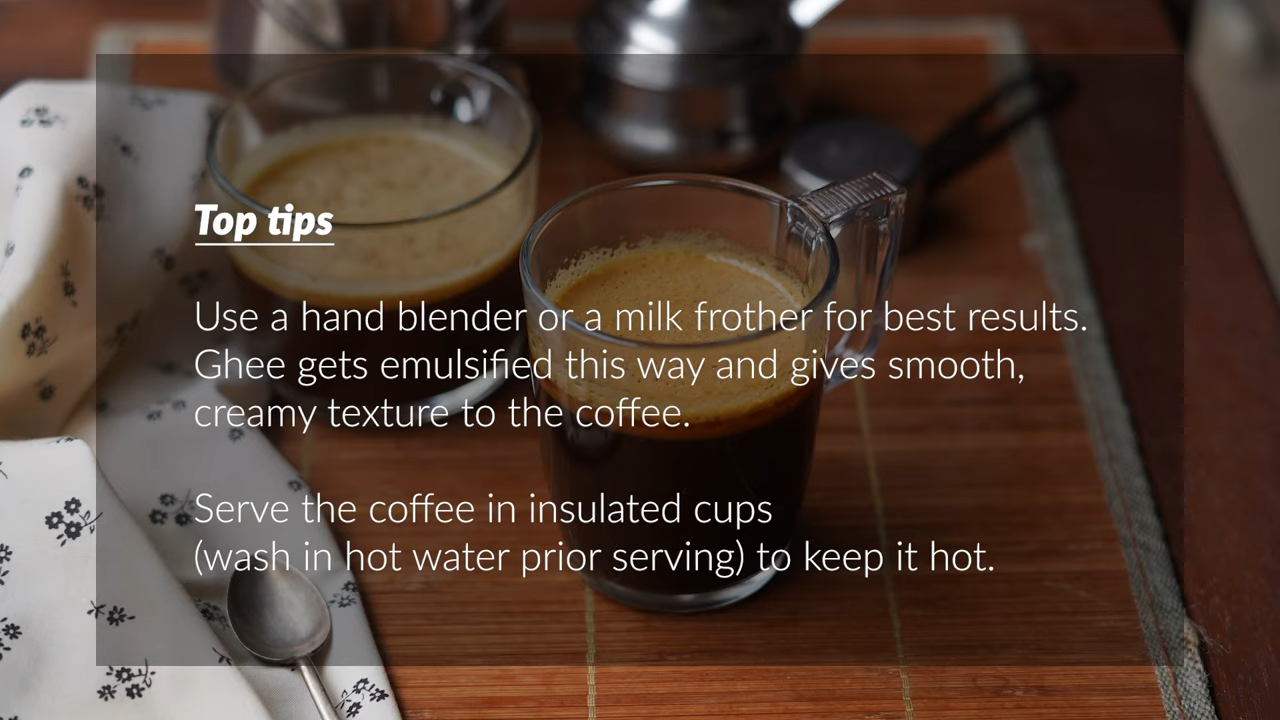 Top tips
Use a hand blender or a milk frother for best results.
Ghee gets emulsified this way and gives smooth,
creamy texture to the coffee.
Serve the coffee in insulated cups
(wash in hot water prior serving) to keep it hot.